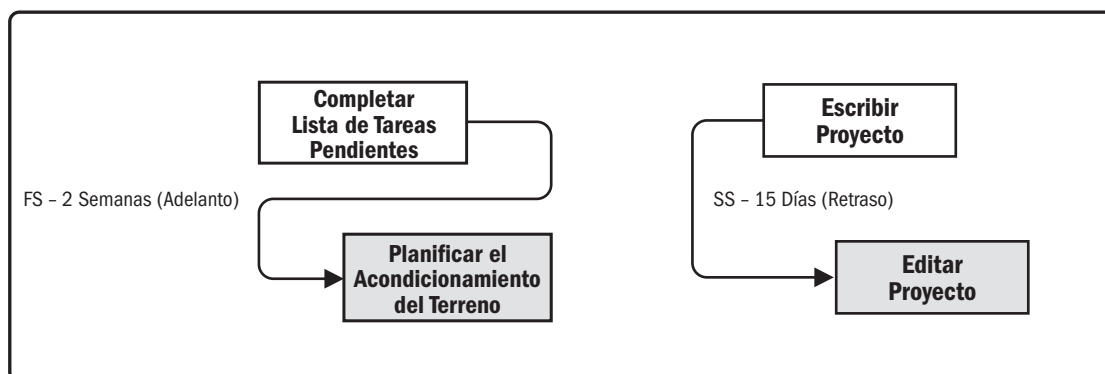 Completar
Lista de Tareas
Pendientes
FS – 2 Semanas (Adelanto)
Planificar el
Acondicionamiento
del Terreno
Escribir
Proyecto
SS – 15 Días (Retraso)
Editar
Proyecto